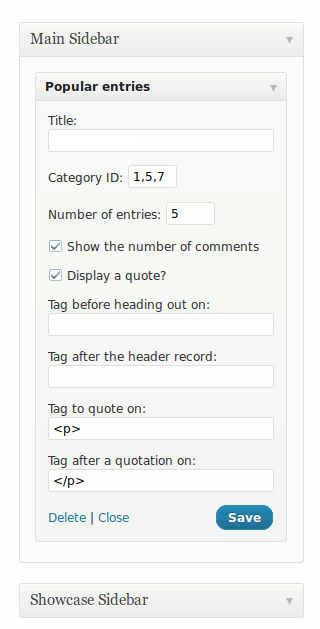 Main Sidebar
Popular entries
Title:
Category ID: 1,5,7
Number of entries: 5
Show the number of comments
Display a quote?
Tag before heading out on:
Tag after the header record:
Tag to quote on:
<p>
Tag after a quotation on:
</p>
Delete | Close Save
Showcase Sidebar